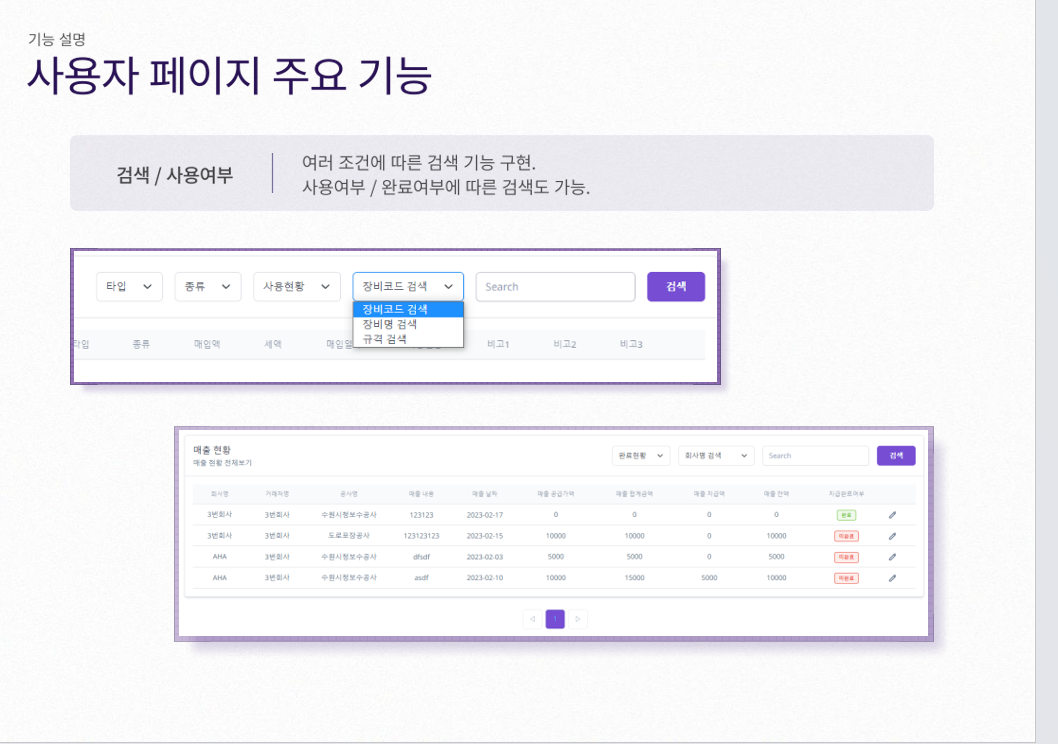 기능 설명
사용자 페이지 주요 기능
검색 / 사용여부
여러 조건에 따른 검색 기능 구현.
사용여부 / 완료여부에 따른 검색도 가능.
타입 종류 사용현황 장비코드 검색 Search 검색
장비코드 검색
장비명 검색
규격 검색
타입 종류 매입액 세액 비고1 비고2 비고3
매출 현황
매출 현황 전체보기
완료현황 회사명 검색 Search 검색
회사명 거래처명 공사명 매출 내용 매출 날짜 매출 공급가액 매출 합계금액 매출 지급액 매출 잔액 지급완료여부
3번회사 3번회사 수원시청보수공사 123123 2023-02-17 0 0 0 0 완료
3번회사 3번회사 도로포장공사 123123123 2023-02-15 10000 10000 0 10000 미완료
AHA 3번회사 수원시청보수공사 dfsdf 2023-02-03 5000 5000 0 5000 미완료
AHA 3번회사 수원시청보수공사 asdf 2023-02-10 10000 15000 5000 10000 미완료
1